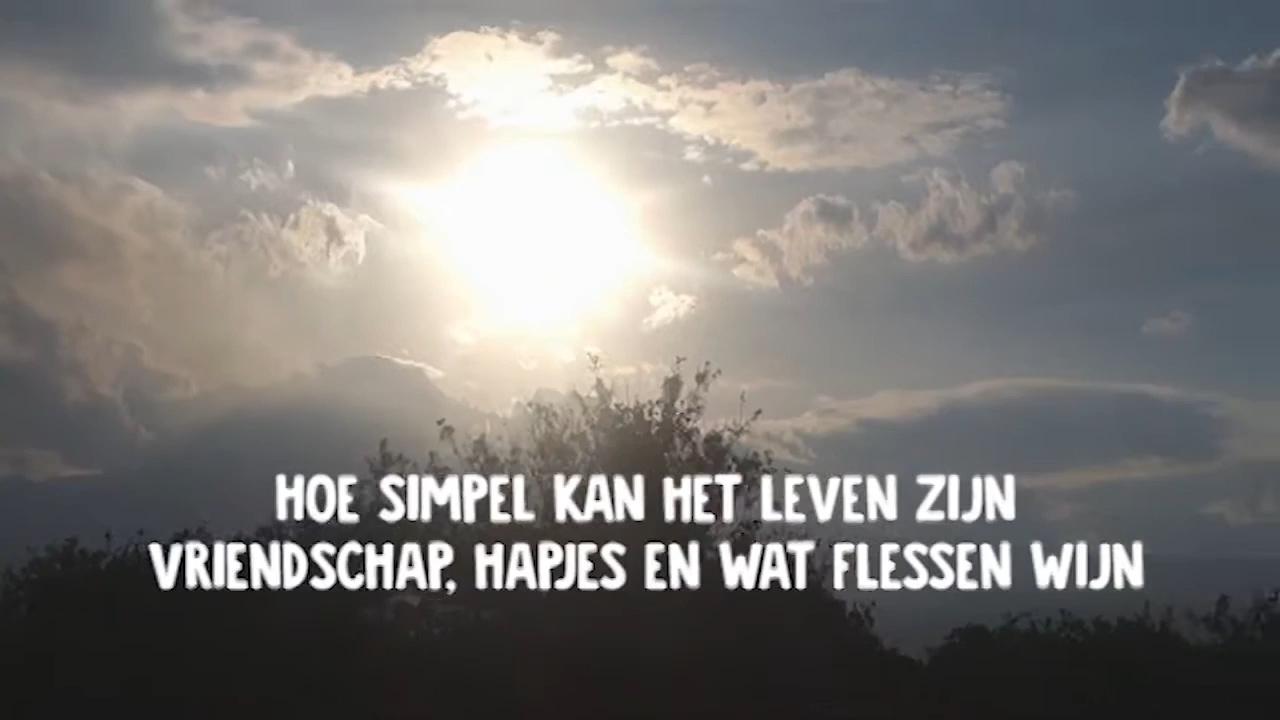 HOE SIMPEL KAN HET LEVEN ZIJN
VRIENDSCHAP, HAPJES EN WAT FLESSEN WIJN